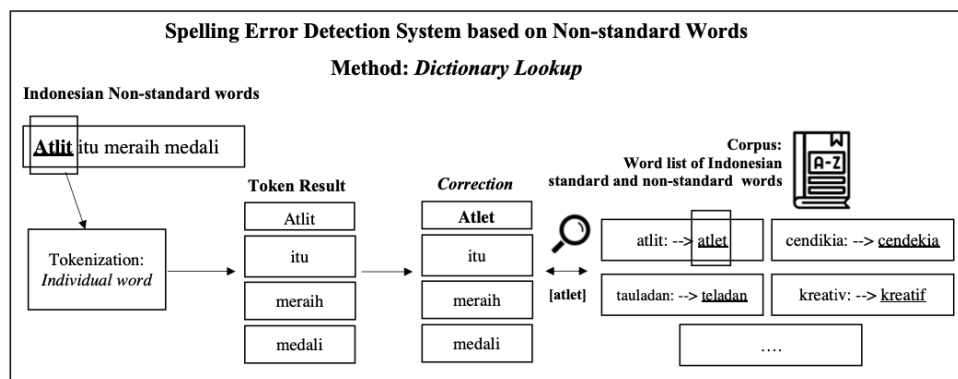 Spelling Error Detection System based on Non-standard Words
Method: Dictionary Lookup
Indonesian Non-standard words
Atlit itu meraih medali
Tokenization:
Individual word
Token Result
Atlit
itu
meraih
medali
Correction
Atlet
itu
meraih
medali
[atlet]
Corpus:
Word list of Indonesian
standard and non-standard words
A-Z
atlit: --> atlet
cendikia: --> cendekia
tauladan: --> teladan
kreativ: --> kreatif
....